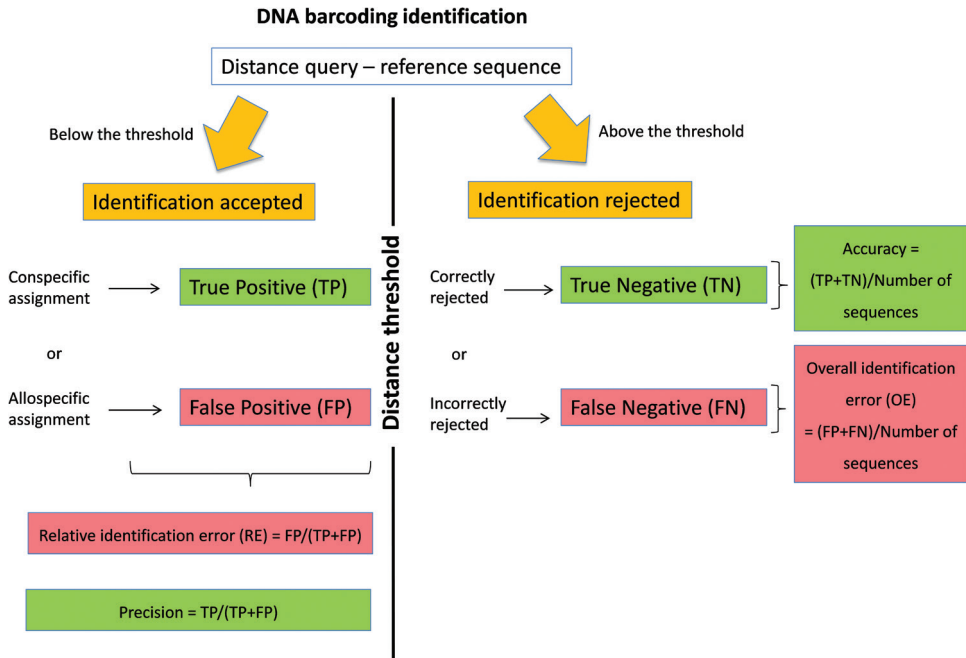 DNA barcoding identification
Distance query – reference sequence
Below the threshold
Above the threshold
Identification accepted
Identification rejected
Distance threshold
Conspecific
assignment
True Positive (TP)
or
Allospecific
assignment
False Positive (FP)
Relative identification error (RE) = FP/(TP+FP)
Precision = TP/(TP+FP)
Correctly
rejected
True Negative (TN)
Accuracy =
(TP+TN)/Number of
sequences
or
Incorrectly
rejected
False Negative (FN)
Overall identification
error (OE)
= (FP+FN)/Number of
sequences